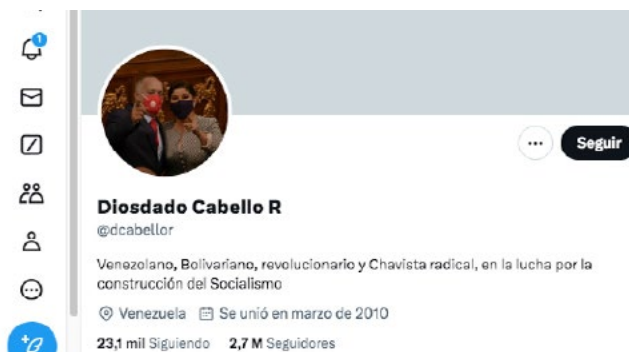 1
Seguir
Diosdado Cabello R
@dcabellor
Venezolano, Bolivariano, revolucionario y Chavista radical, en la lucha por la
construcción del Socialismo
Venezuela Se unió en marzo de 2010
23,1 mil Siguiendo 2,7 M Seguidores